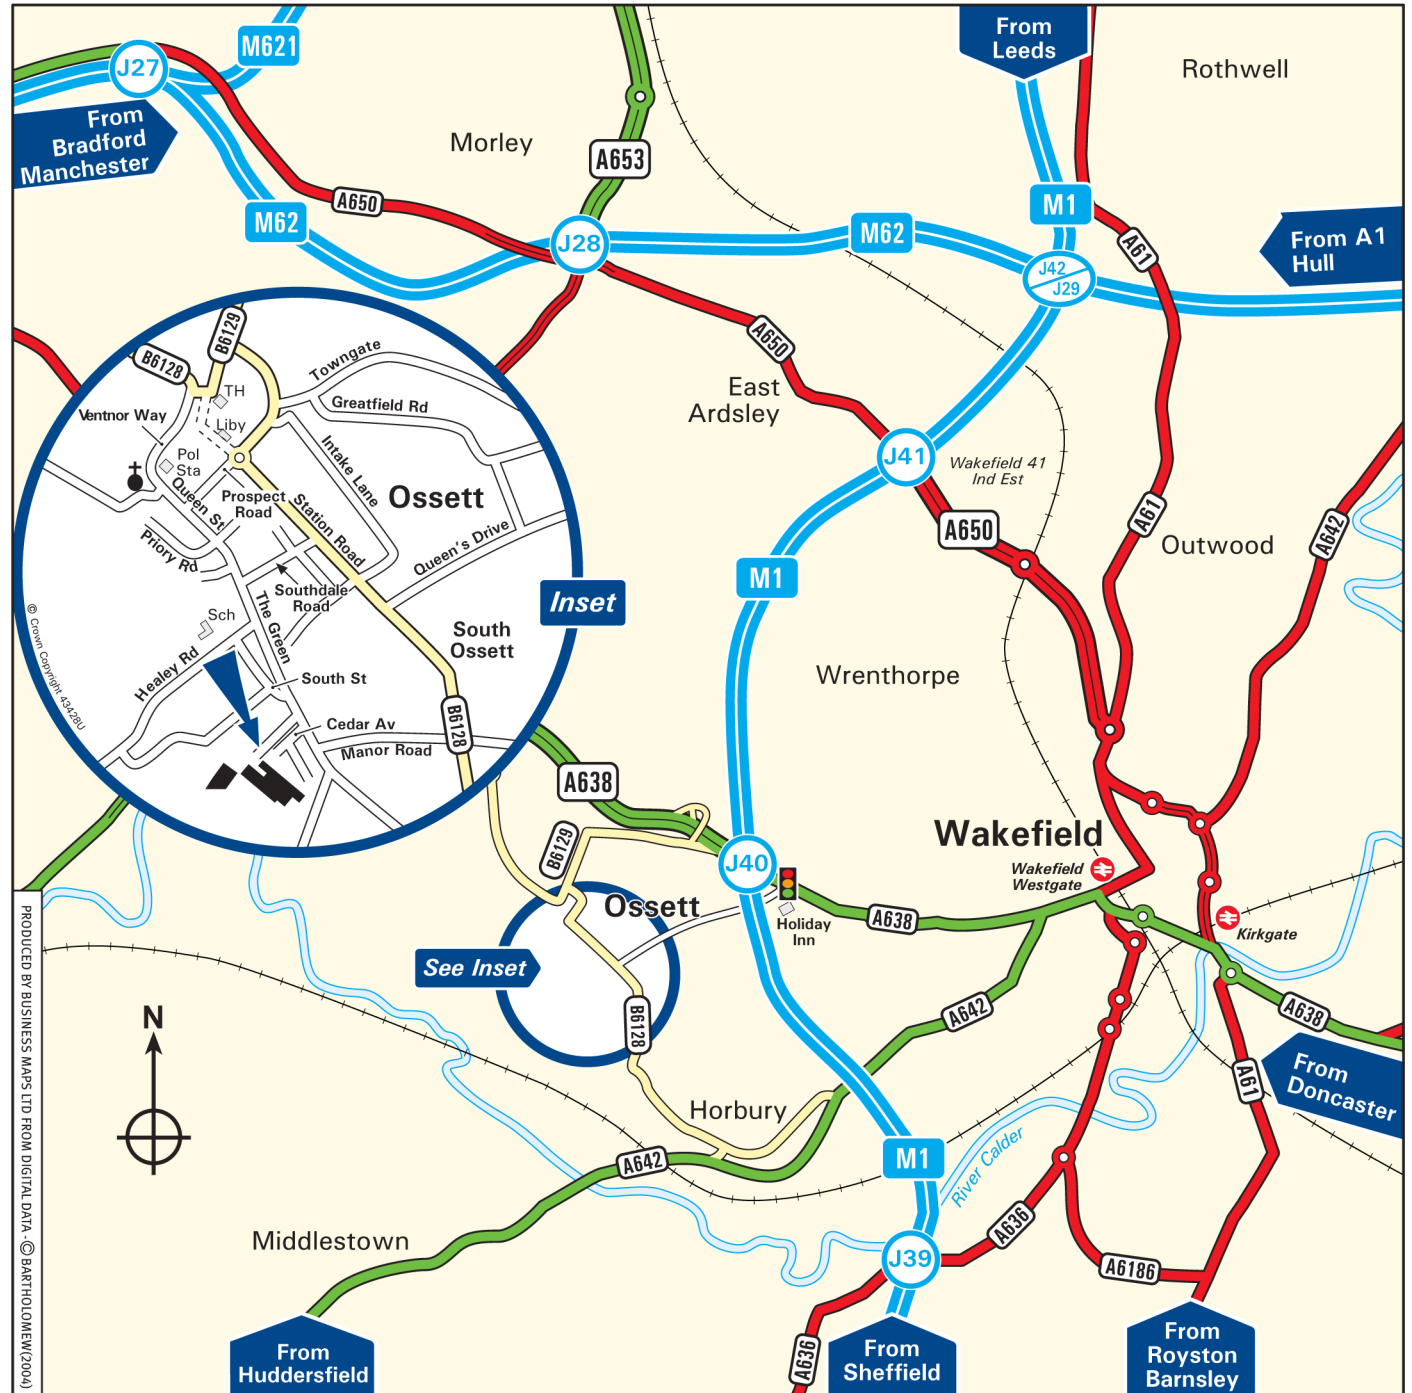 M621
J27
From
Leeds
Rothwell
From
Bradford
Manchester
Morley
A653
A650
M62
J28
M62
M1
A61
From A1
Hull
J42
J29
A650
East
Ardsley
J41
Wakefield 41
Ind Est
A650
A61
A642
Outwood
M1
Wrenthorpe
B6129
B6128
Towngate
TH
Ventnor Way
Greatfield Rd
Liby
Pol
Sta
Intake Lane
Ossett
Queen St
Prospect
Road
Station Road
Priory Rd
Queen's Drive
Southdale
Road
The Green
Sch
Inset
South
Ossett
Healey Rd
South St
Cedar Av
Manor Road
B6128
© Crown Copyright 43428U
A638
B6129
J40
Wakefield
Wakefield
Westgate
Ossett
Holiday
Inn
A638
Kirkgate
See Inset
B6128
A642
A638
N
From
Doncaster
A61
Horbury
A642
M1
River Calder
A636
Middlestown
J39
A6186
A636
From
Huddersfield
From
Sheffield
From
Royston
Barnsley
PRODUCED BY BUSINESS MAPS LTD FROM DIGITAL DATA - © BARTHOLOMEW(2004)